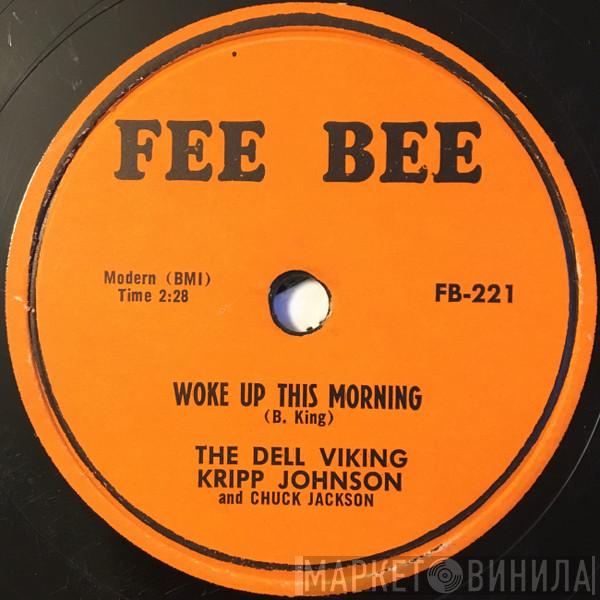 FEE BEE
Modern (BMI)
Time 2:28
FB-221
WOKE UP THIS MORNING
(B. King)
THE DELL VIKING
KRIPP JOHNSON
and CHUCK JACKSON
МАРКЕТ ВИНИЛА